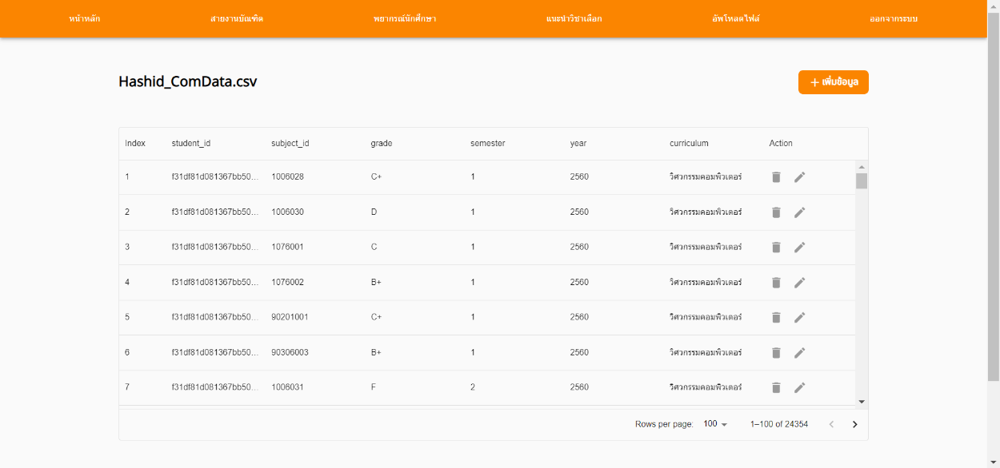 หน้าหลัก สายงานบัณฑิต พยากรณ์นักศึกษา แนะนำวิชาเลือก อัพโหลดไฟล์ ออกจากระบบ
Hashid_ComData.csv + เพิ่มข้อมูล
Index student_id subject_id grade semester year curriculum Action
1 f31df81d081367bb50... 1006028 C+ 1 2560 วิศวกรรมคอมพิวเตอร์
2 f31df81d081367bb50... 1006030 D 1 2560 วิศวกรรมคอมพิวเตอร์
3 f31df81d081367bb50... 1076001 C 1 2560 วิศวกรรมคอมพิวเตอร์
4 f31df81d081367bb50... 1076002 B+ 1 2560 วิศวกรรมคอมพิวเตอร์
5 f31df81d081367bb50... 90201001 C+ 1 2560 วิศวกรรมคอมพิวเตอร์
6 f31df81d081367bb50... 90306003 B+ 1 2560 วิศวกรรมคอมพิวเตอร์
7 f31df81d081367bb50... 1006031 F 2 2560 วิศวกรรมคอมพิวเตอร์
Rows per page: 100 1–100 of 24354